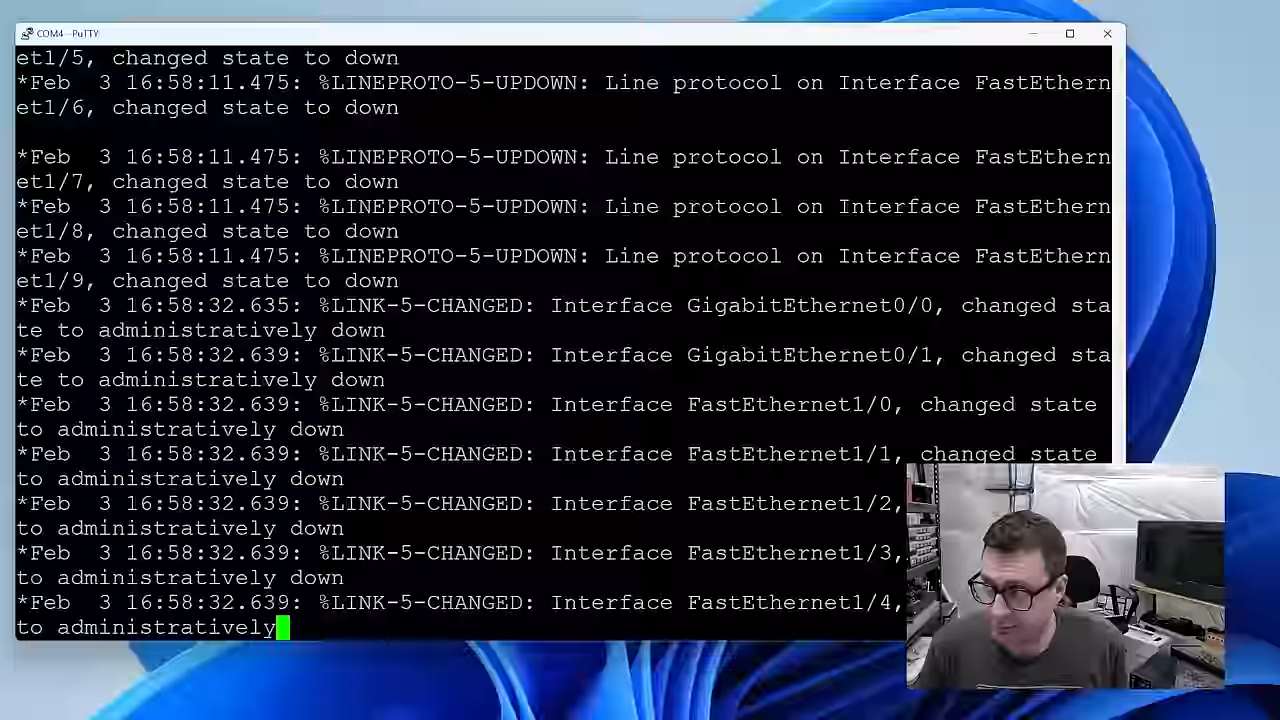 COM4 - PuTTY
et1/5, changed state to down
*Feb  3 16:58:11.475: %LINEPROTO-5-UPDOWN: Line protocol on Interface FastEthern
et1/6, changed state to down
*Feb  3 16:58:11.475: %LINEPROTO-5-UPDOWN: Line protocol on Interface FastEthern
et1/7, changed state to down
*Feb  3 16:58:11.475: %LINEPROTO-5-UPDOWN: Line protocol on Interface FastEthern
et1/8, changed state to down
*Feb  3 16:58:11.475: %LINEPROTO-5-UPDOWN: Line protocol on Interface FastEthern
et1/9, changed state to down
*Feb  3 16:58:32.635: %LINK-5-CHANGED: Interface GigabitEthernet0/0, changed sta
te to administratively down
*Feb  3 16:58:32.639: %LINK-5-CHANGED: Interface GigabitEthernet0/1, changed sta
te to administratively down
*Feb  3 16:58:32.639: %LINK-5-CHANGED: Interface FastEthernet1/0, changed state
to administratively down
*Feb  3 16:58:32.639: %LINK-5-CHANGED: Interface FastEthernet1/1, changed state
to administratively down
*Feb  3 16:58:32.639: %LINK-5-CHANGED: Interface FastEthernet1/2,
to administratively down
*Feb  3 16:58:32.639: %LINK-5-CHANGED: Interface FastEthernet1/3,
to administratively down
*Feb  3 16:58:32.639: %LINK-5-CHANGED: Interface FastEthernet1/4,
to administratively